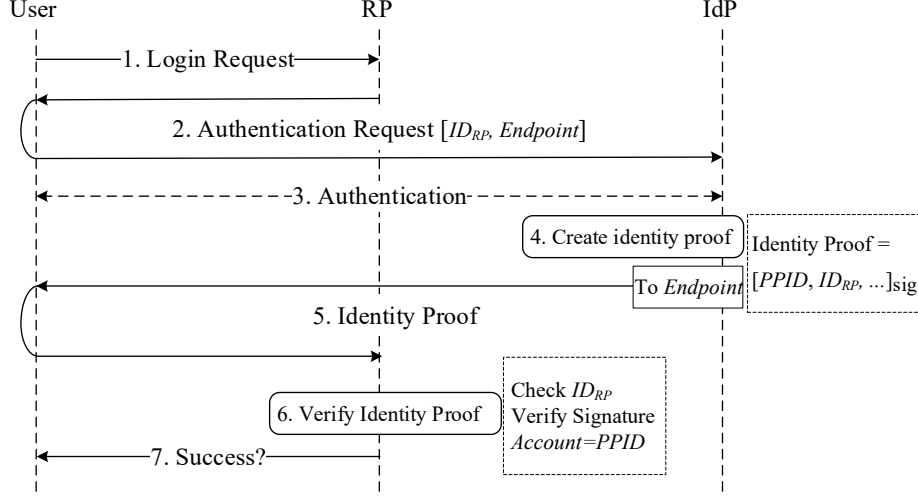 User RP IdP
1. Login Request
2. Authentication Request [ID_RP, Endpoint]
3. Authentication
4. Create identity proof
Identity Proof =
[PPID, ID_RP, ...]sig
To Endpoint
5. Identity Proof
6. Verify Identity Proof
Check ID_RP
Verify Signature
Account=PPID
7. Success?